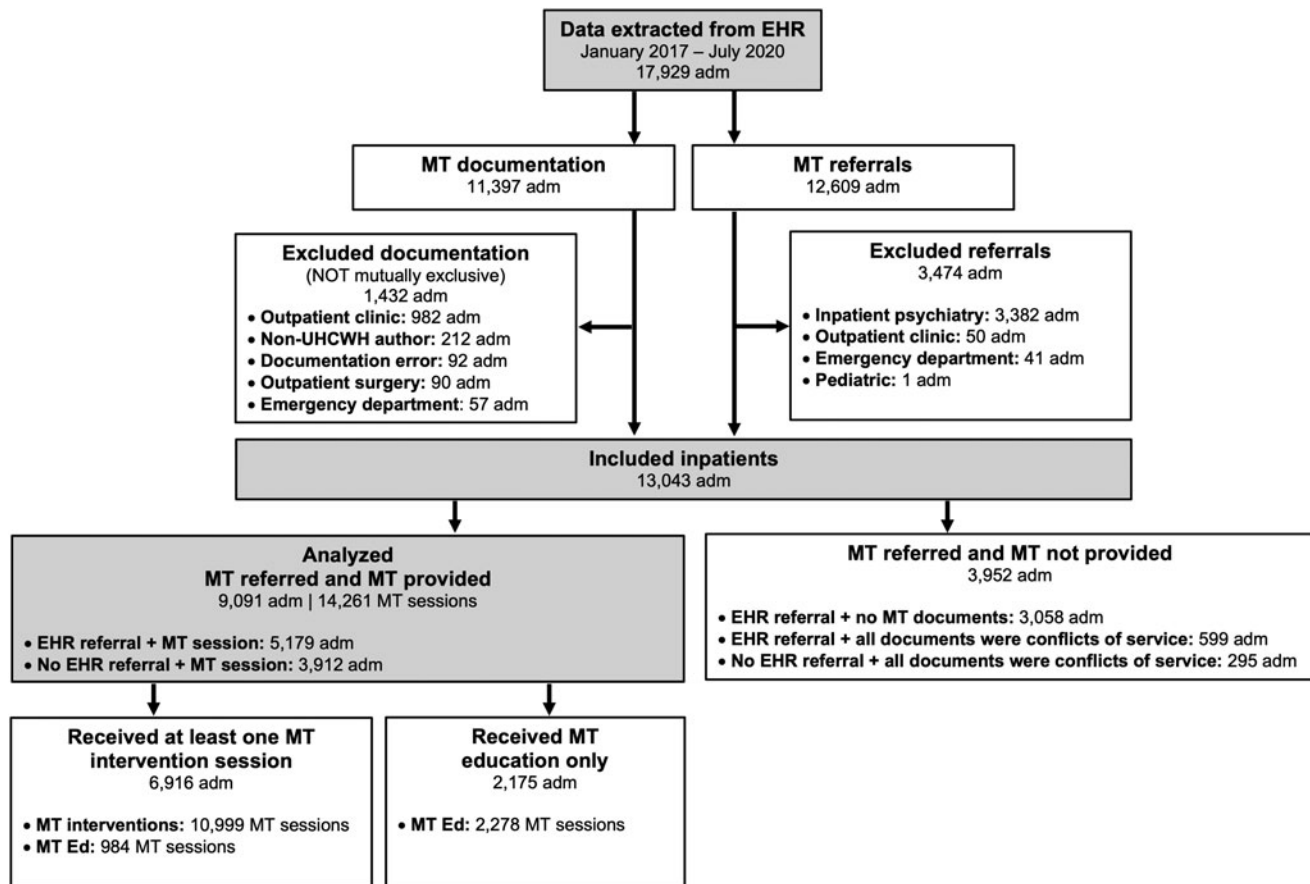 Data extracted from EHR
January 2017 – July 2020
17,929 adm
MT documentation
11,397 adm
MT referrals
12,609 adm
Excluded documentation
(NOT mutually exclusive)
1,432 adm
• Outpatient clinic: 982 adm
• Non-UHCWH author: 212 adm
• Documentation error: 92 adm
• Outpatient surgery: 90 adm
• Emergency department: 57 adm
Excluded referrals
3,474 adm
• Inpatient psychiatry: 3,382 adm
• Outpatient clinic: 50 adm
• Emergency department: 41 adm
• Pediatric: 1 adm
Included inpatients
13,043 adm
Analyzed
MT referred and MT provided
9,091 adm | 14,261 MT sessions
• EHR referral + MT session: 5,179 adm
• No EHR referral + MT session: 3,912 adm
MT referred and MT not provided
3,952 adm
• EHR referral + no MT documents: 3,058 adm
• EHR referral + all documents were conflicts of service: 599 adm
• No EHR referral + all documents were conflicts of service: 295 adm
Received at least one MT
intervention session
6,916 adm
• MT interventions: 10,999 MT sessions
• MT Ed: 984 MT sessions
Received MT
education only
2,175 adm
• MT Ed: 2,278 MT sessions